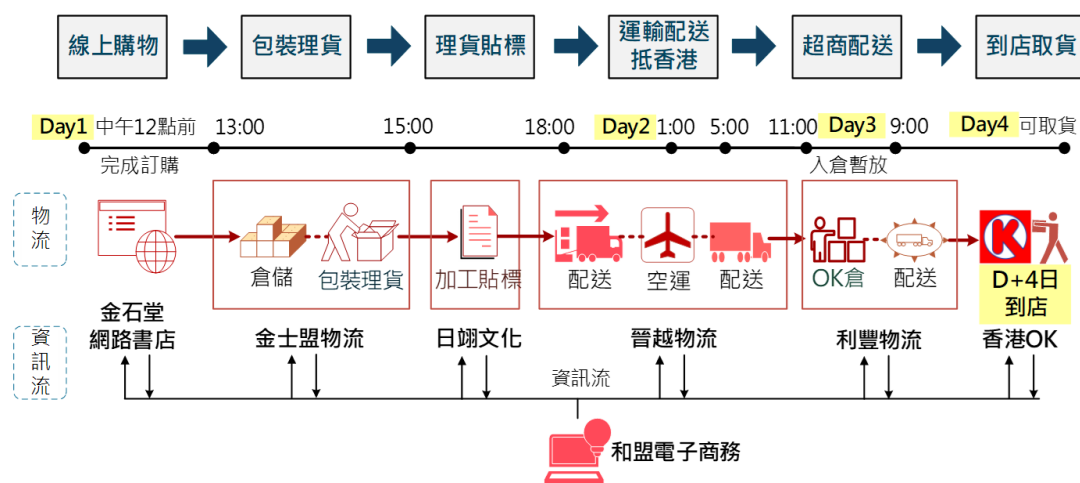 線上購物
包裝理貨
理貨貼標
運輸配送
抵香港
超商配送
到店取貨
Day1 中午12點前
13:00
15:00
18:00
Day2
1:00
5:00
11:00
Day3
9:00
Day4 可取貨
完成訂購
入倉暫放
物
流
倉儲
包裝理貨
加工貼標
配送
空運
配送
OK倉
配送
K
D+4日
到店
金石堂
網路書店
金士盟物流
日翊文化
晉越物流
利豐物流
香港OK
資
訊
流
資訊流
和盟電子商務